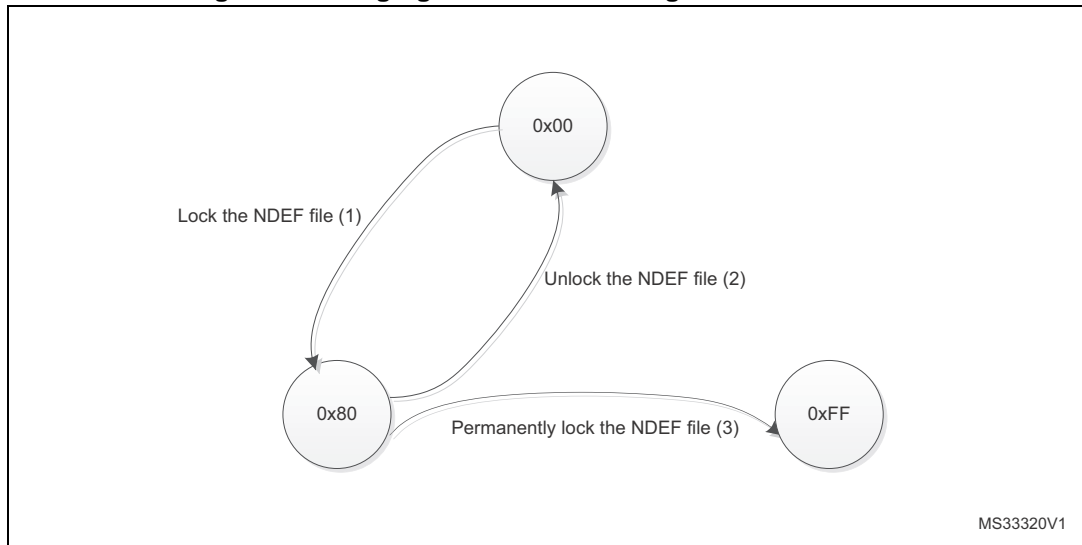 0x00
Lock the NDEF file (1)
Unlock the NDEF file (2)
0x80
0xFF
Permanently lock the NDEF file (3)
MS33320V1